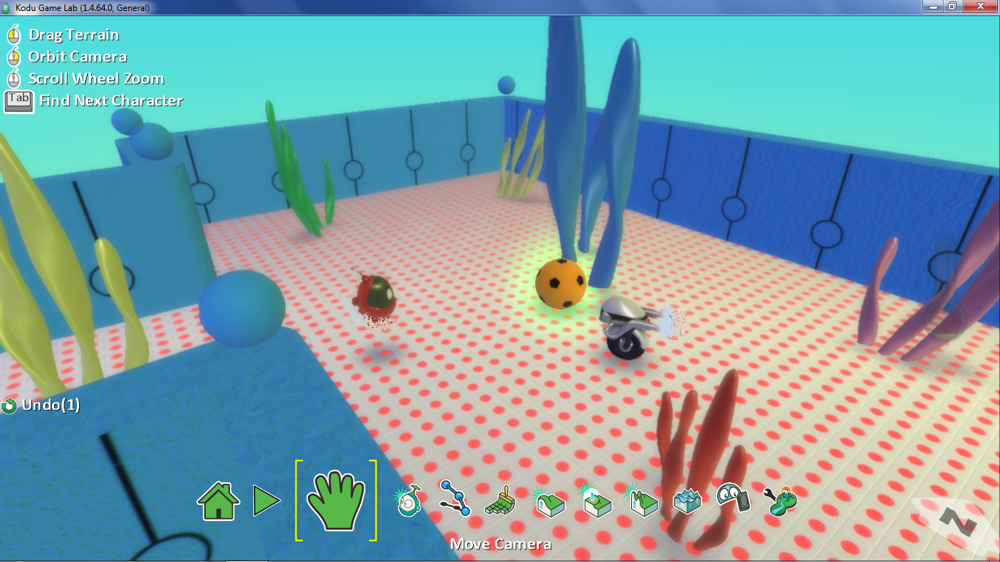 Kodu Game Lab (1.4.64.0, General)
Drag Terrain
Orbit Camera
Scroll Wheel Zoom
Tab Find Next Character
Undo(1)
Move Camera
N